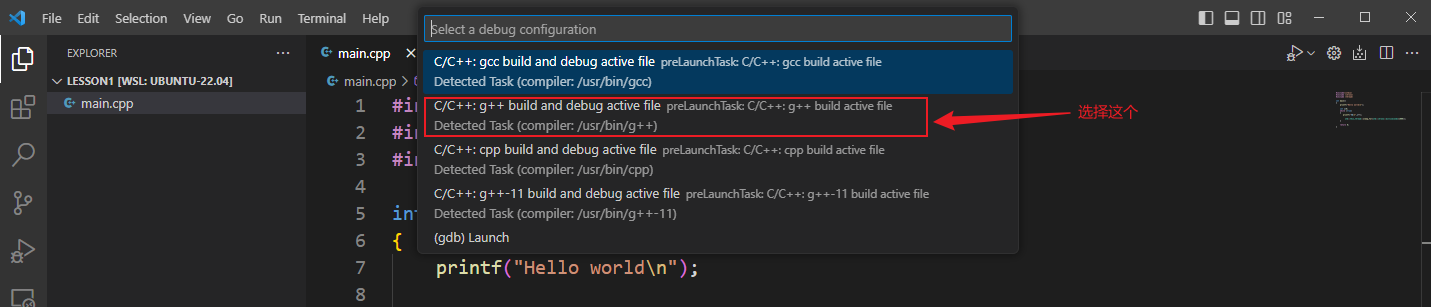 File Edit Selection View Go Run Terminal Help
Select a debug configuration
EXPLORER
main.cpp
C/C++: gcc build and debug active file preLaunchTask: C/C++: gcc build active file
Detected Task (compiler: /usr/bin/gcc)
LESSON1 [WSL: UBUNTU-22.04]
main.cpp
main.cpp
C/C++: g++ build and debug active file preLaunchTask: C/C++: g++ build active file
Detected Task (compiler: /usr/bin/g++)
选择这个
C/C++: cpp build and debug active file preLaunchTask: C/C++: cpp build active file
Detected Task (compiler: /usr/bin/cpp)
C/C++: g++-11 build and debug active file preLaunchTask: C/C++: g++-11 build active file
Detected Task (compiler: /usr/bin/g++-11)
(gdb) Launch
1 #in
2 #in
3 #in
4
5 int
6 {
7 printf("Hello world\n");
8